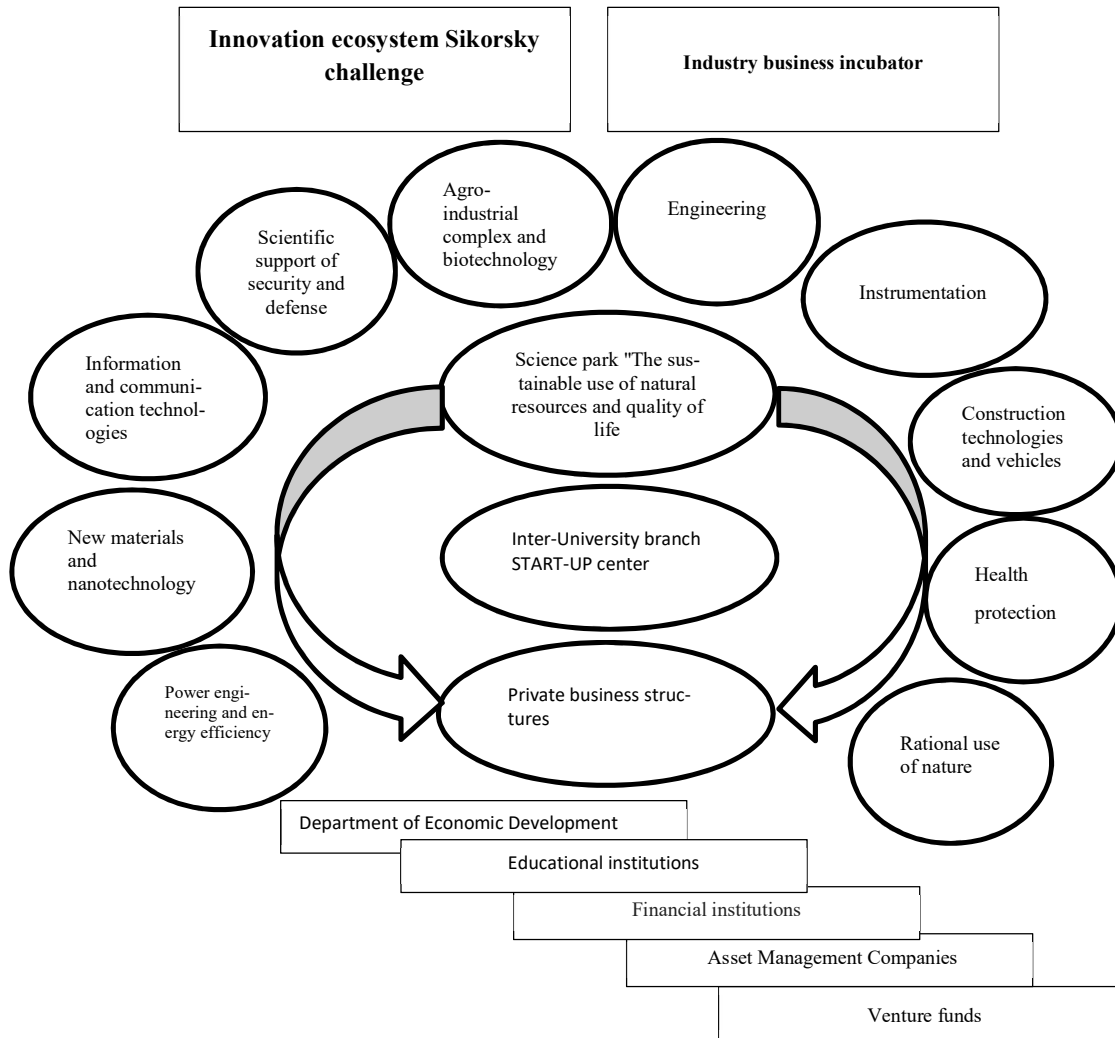 Innovation ecosystem Sikorsky
challenge
Industry business incubator
Agro-
industrial
complex and
biotechnology
Engineering
Scientific
support of
security and
defense
Instrumentation
Information
and communi-
cation technol-
ogies
Science park "The sus-
tainable use of natural
resources and quality of
life
Construction
technologies
and vehicles
New materials
and
nanotechnology
Inter-University branch
START-UP center
Health
protection
Power engi-
neering and en-
ergy efficiency
Private business struc-
tures
Rational use
of nature
Department of Economic Development
Educational institutions
Financial institutions
Asset Management Companies
Venture funds